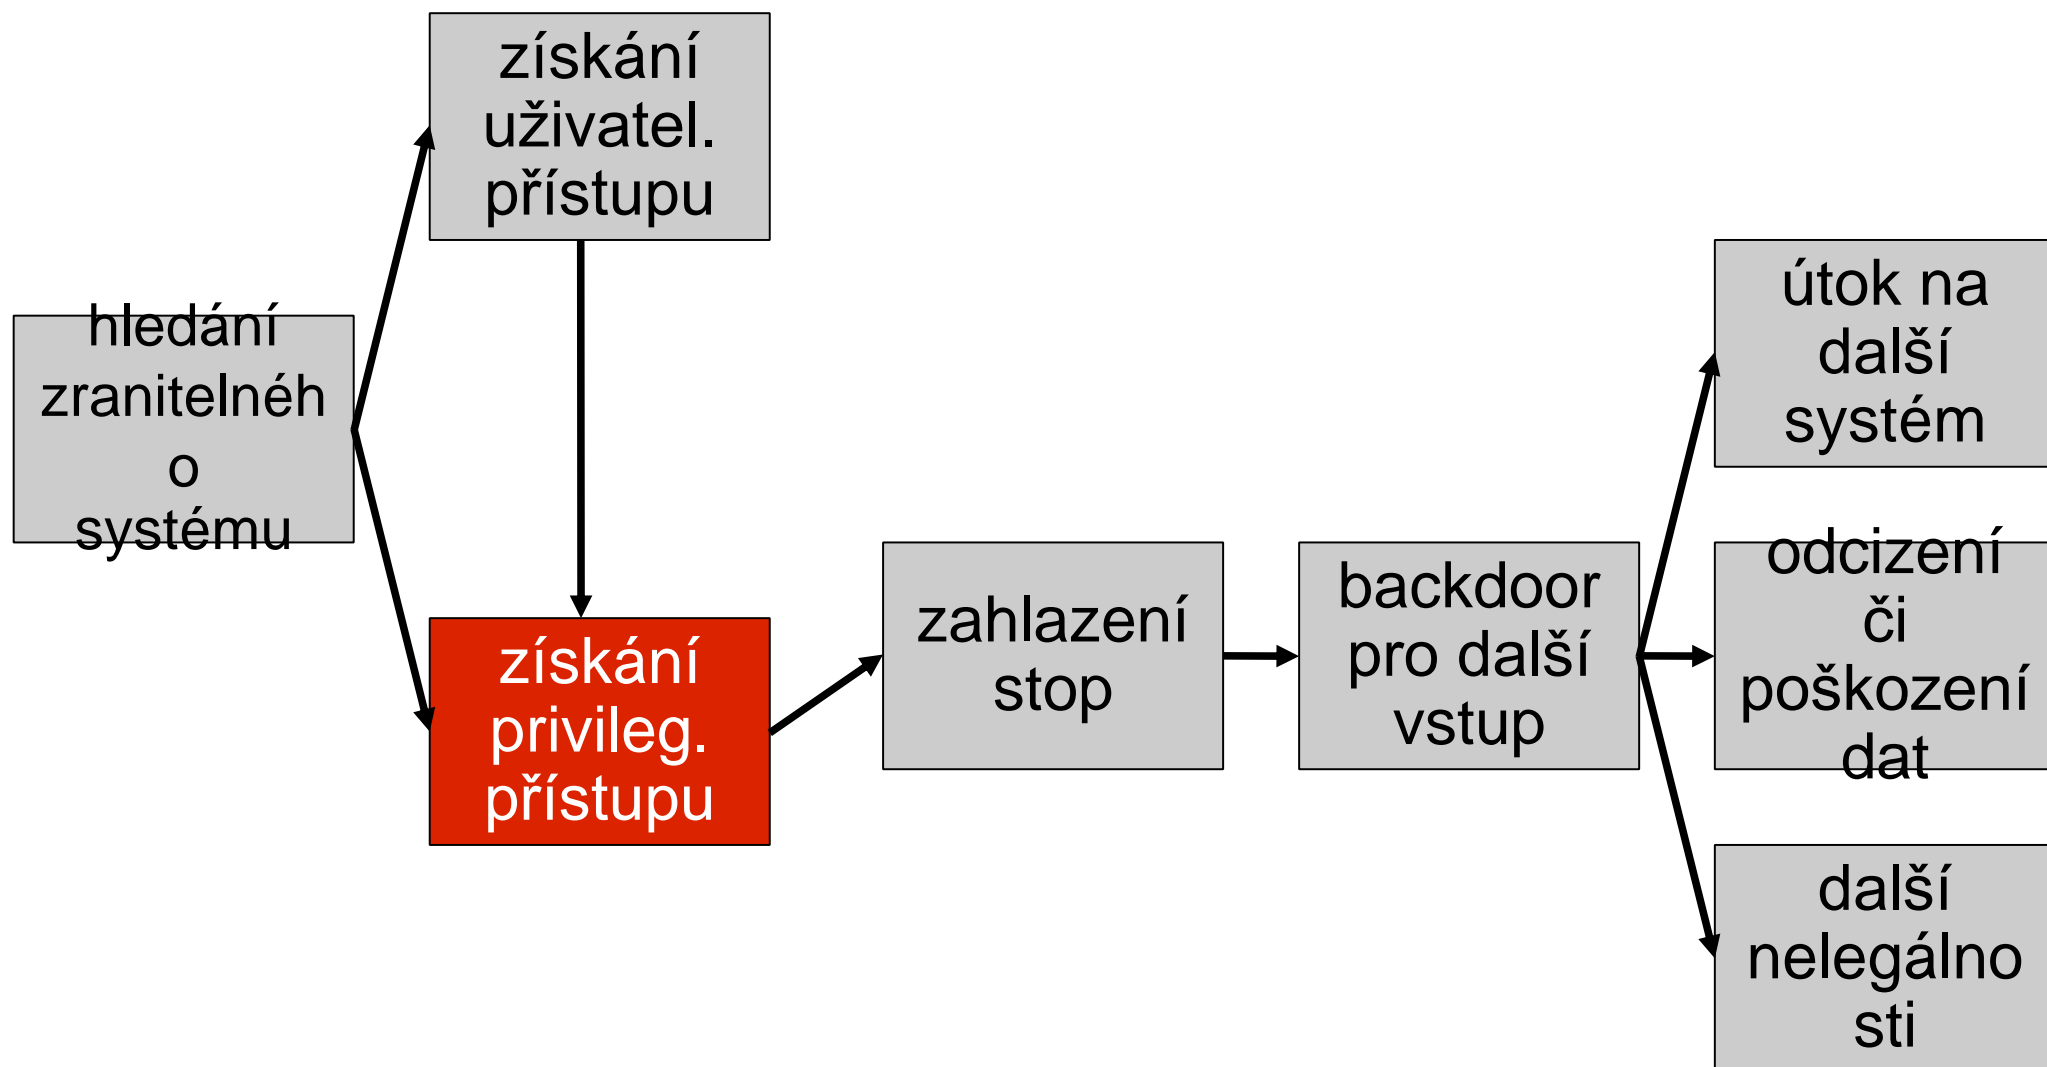 získání
uživatel.
přístupu
hledání
zranitelnéh
o
systému
získání
privileg.
přístupu
zahlazení
stop
backdoor
pro další
vstup
útok na
další
systém
odcizení
či
poškození
dat
další
nelegálno
sti